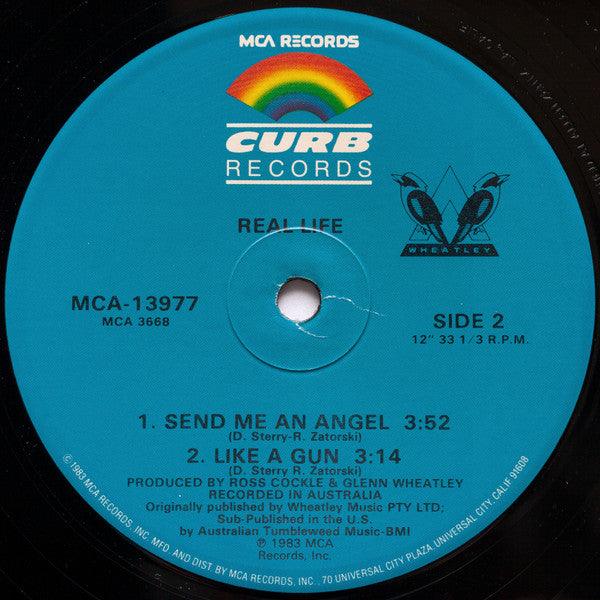 MCA RECORDS
CURB
RECORDS
REAL LIFE
WHEATLEY
MCA-13977
MCA 3668
SIDE 2
12" 33 1/3 R.P.M.
1. SEND ME AN ANGEL 3:52
(D. Sterry-R. Zatorski)
2. LIKE A GUN 3:14
(D. Sterry R. Zatorski)
PRODUCED BY ROSS COCKLE & GLENN WHEATLEY
RECORDED IN AUSTRALIA
Originally published by Wheatley Music PTY LTD;
Sub-Published in the U.S.
by Australian Tumbleweed Music-BMI
℗ 1983 MCA
Records, Inc.
©1983 MCA RECORDS, INC. MFD. AND DIST BY MCA RECORDS, INC., 70 UNIVERSAL CITY PLAZA, UNIVERSAL CITY, CALIF 91608